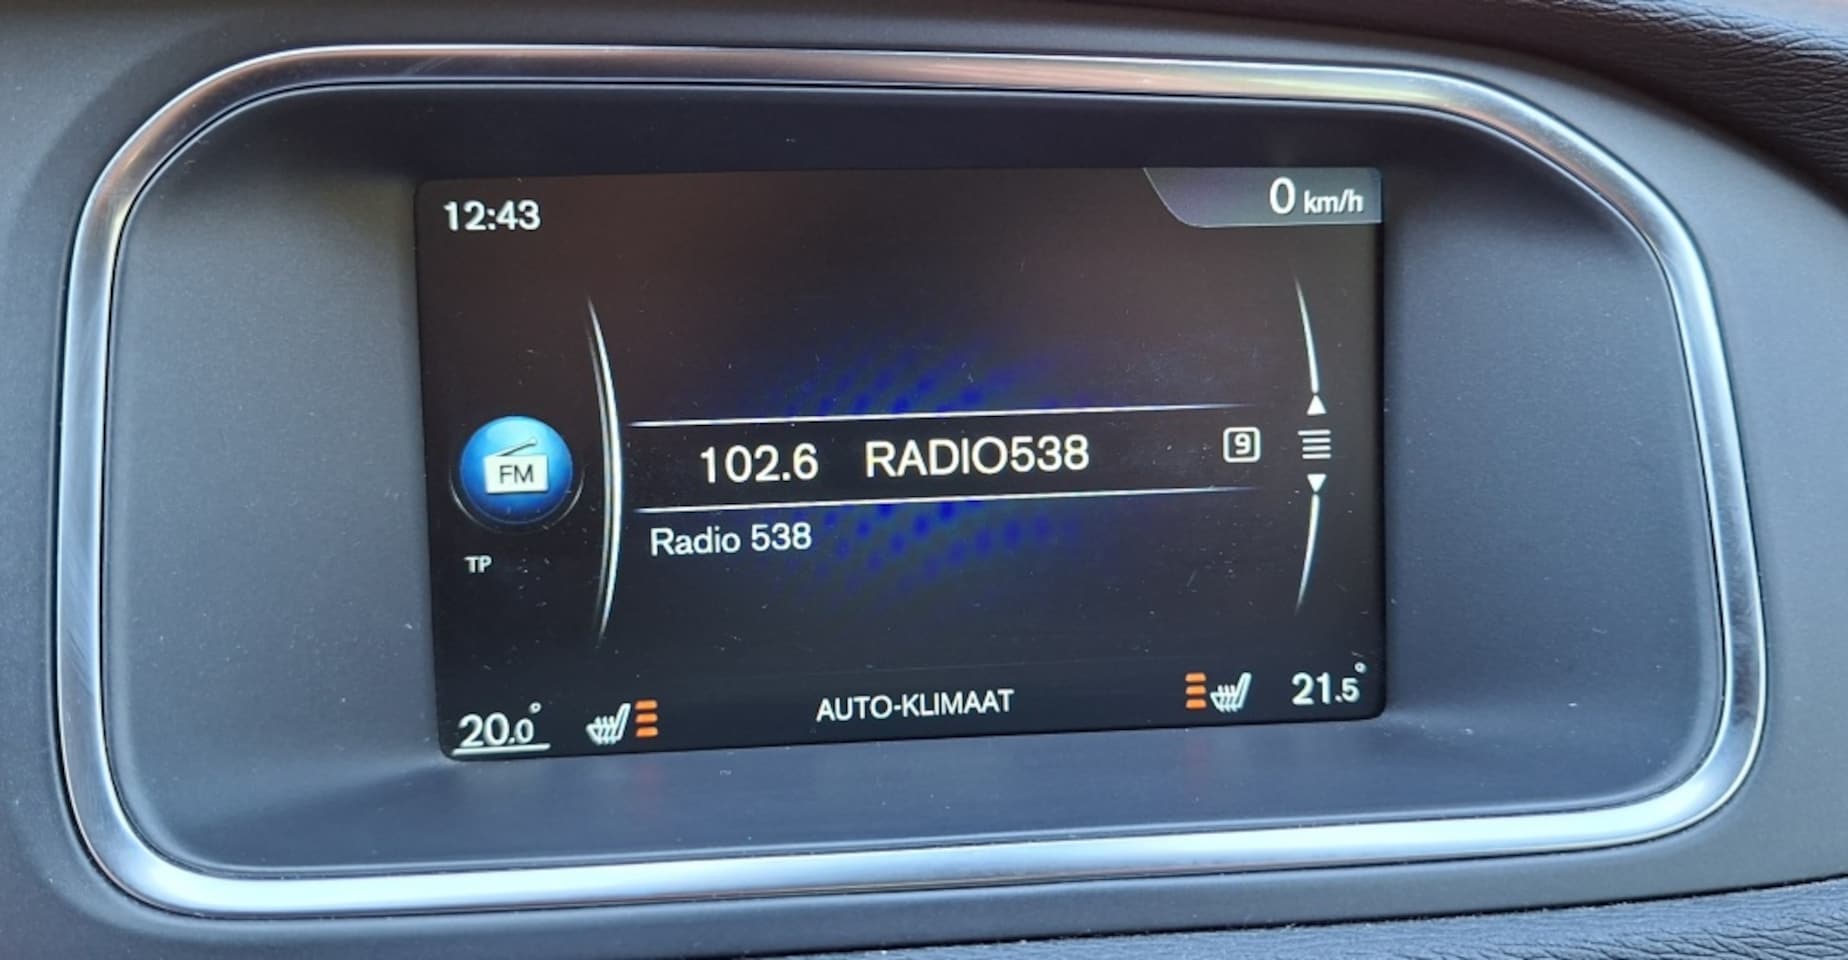 12:43
0 km/h
FM
102.6 RADIO538 9
Radio 538
TP
20.0° AUTO-KLIMAAT 21.5°